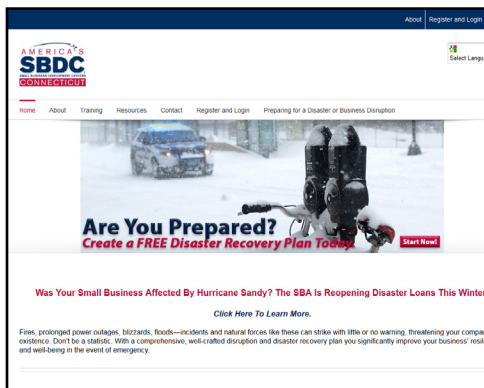 About Register and Login
AMERICA'S
SBDC
SMALL BUSINESS DEVELOPMENT CENTERS
CONNECTICUT
Select Langu
Home About Training Resources Contact Register and Login Preparing for a Disaster or Business Disruption
Are You Prepared?
Create a FREE Disaster Recovery Plan Today.
Start Now!
Was Your Small Business Affected By Hurricane Sandy? The SBA Is Reopening Disaster Loans This Winter
Click Here To Learn More.
Fires, prolonged power outages, blizzards, floods—incidents and natural forces like these can strike with little or no warning, threatening your compa
existence. Don't be a statistic. With a comprehensive, well-crafted disruption and disaster recovery plan you significantly improve your business' resil
and well-being in the event of emergency.